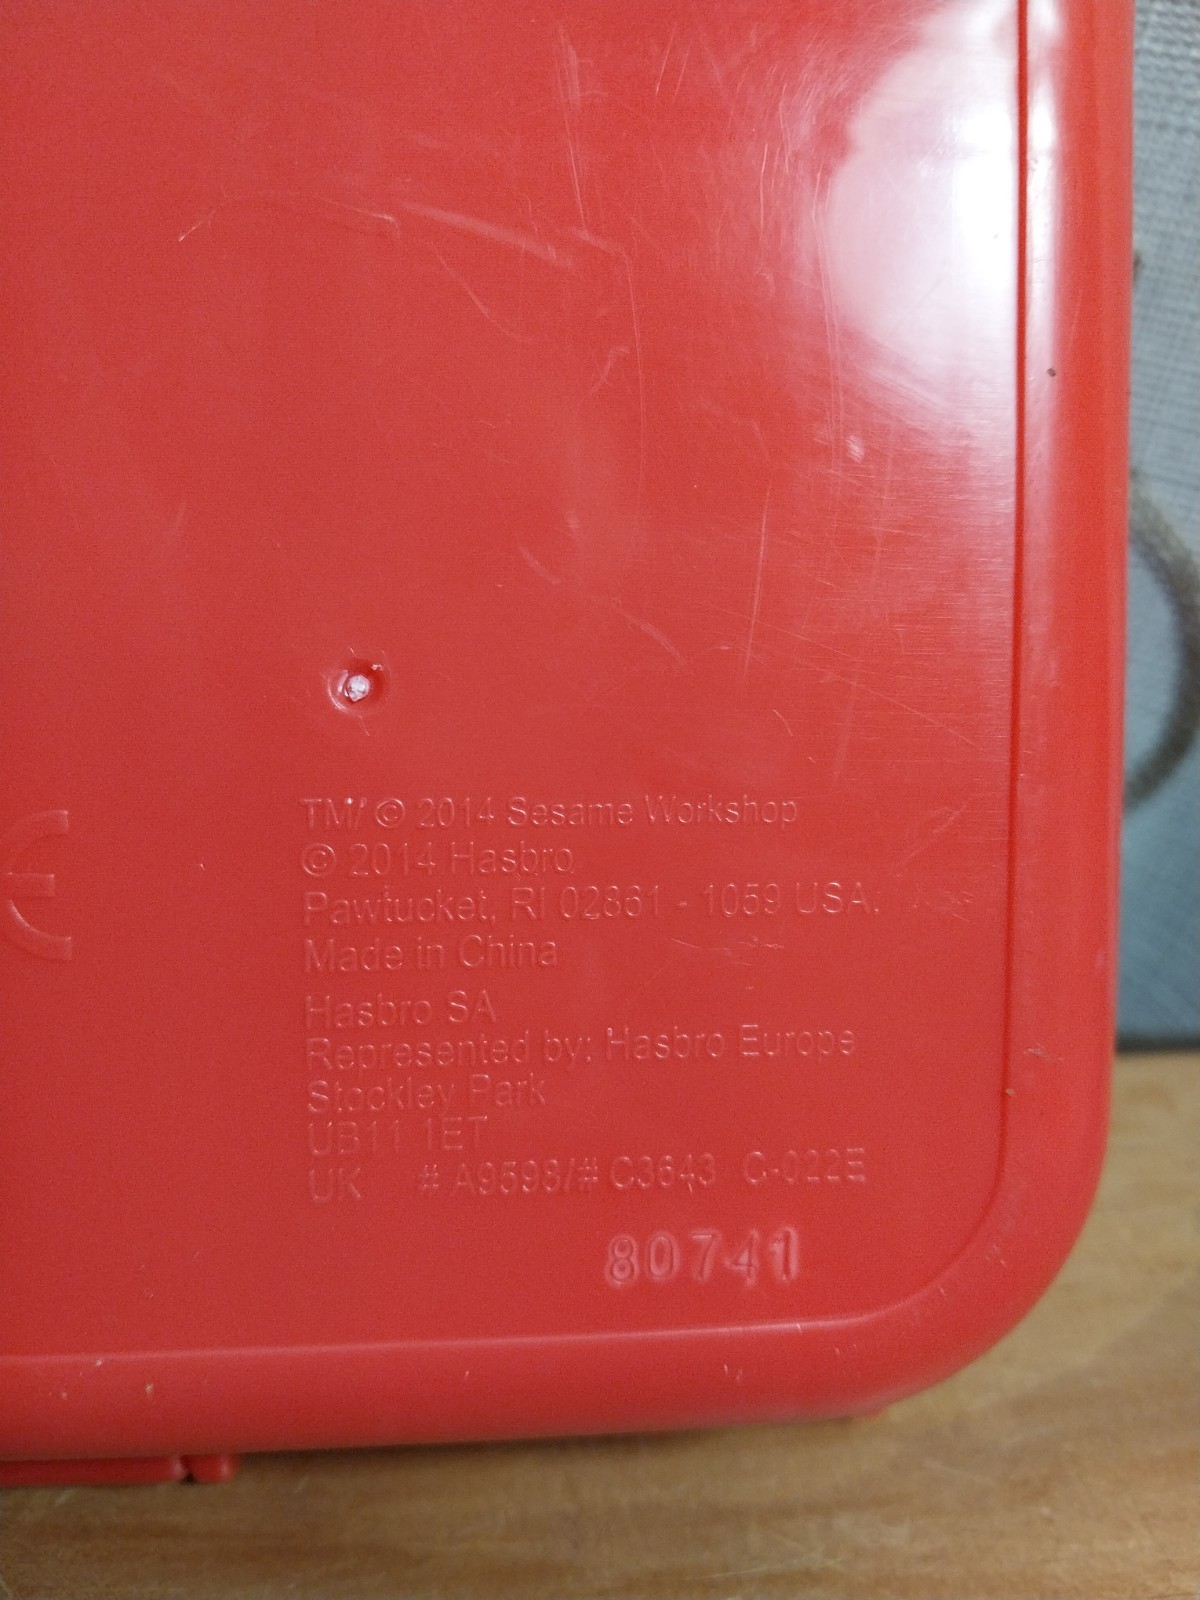 TM/ © 2014 Sesame Workshop
© 2014 Hasbro
Pawtucket, RI 02861 - 1059 USA.
Made in China
Hasbro SA
Represented by: Hasbro Europe
Stockley Park
UB11 1ET
UK # A9598/# C3643 C-022E
80741